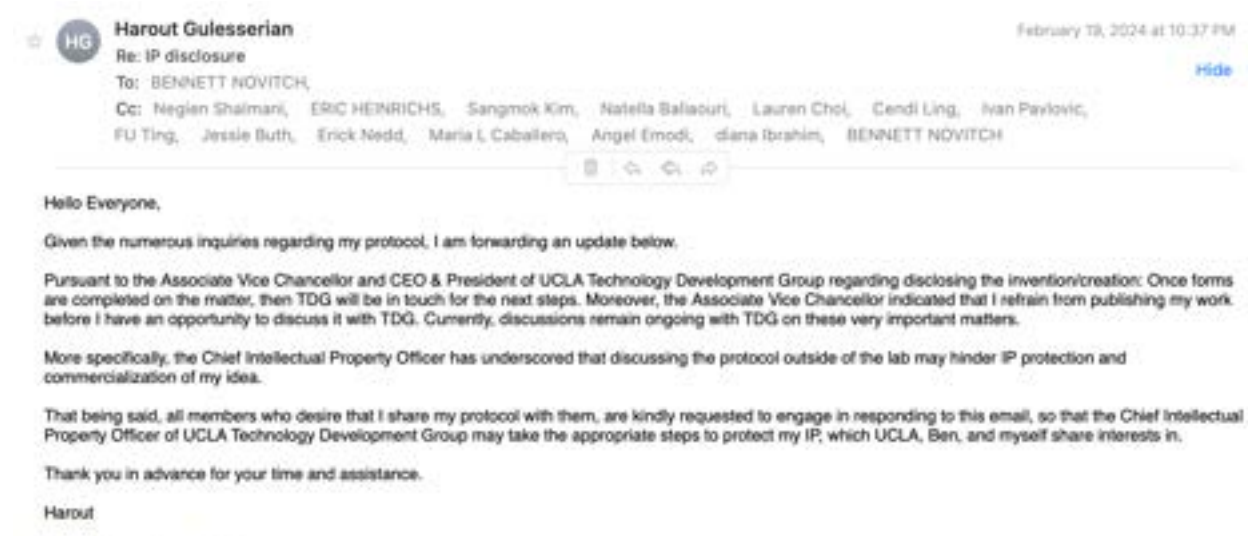 HG
Harout Gulesserian
February 19, 2024 at 10:37 PM
Re: IP disclosure
Hide
To: BENNETT NOVITCH,
Cc: Negien Shalmani, ERIC HEINRICHS, Sangmok Kim, Natella Baliaouri, Lauren Choi, Cendi Ling, Ivan Pavlovic,
FU Ting, Jessie Buth, Erick Nedd, Maria L Caballero, Angel Emodi, diana Ibrahim, BENNETT NOVITCH
Hello Everyone,
Given the numerous inquiries regarding my protocol, I am forwarding an update below.
Pursuant to the Associate Vice Chancellor and CEO & President of UCLA Technology Development Group regarding disclosing the invention/creation: Once forms
are completed on the matter, then TDG will be in touch for the next steps. Moreover, the Associate Vice Chancellor indicated that I refrain from publishing my work
before I have an opportunity to discuss it with TDG. Currently, discussions remain ongoing with TDG on these very important matters.
More specifically, the Chief Intellectual Property Officer has underscored that discussing the protocol outside of the lab may hinder IP protection and
commercialization of my idea.
That being said, all members who desire that I share my protocol with them, are kindly requested to engage in responding to this email, so that the Chief Intellectual
Property Officer of UCLA Technology Development Group may take the appropriate steps to protect my IP, which UCLA, Ben, and myself share interests in.
Thank you in advance for your time and assistance.
Harout